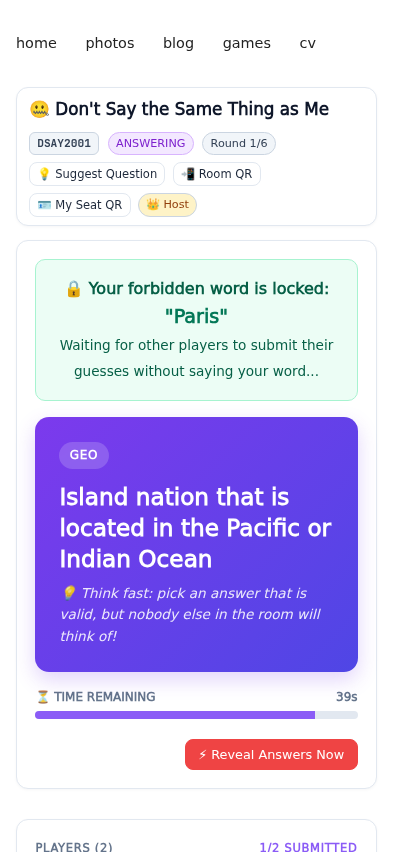 home photos blog games cv
🤐 Don't Say the Same Thing as Me
DSAY2001 ANSWERING Round 1/6
💡 Suggest Question 📲 Room QR
🪪 My Seat QR 👑 Host
🔒 Your forbidden word is locked:
"Paris"
Waiting for other players to submit their
guesses without saying your word...
GEO
Island nation that is
located in the Pacific or
Indian Ocean
💡 Think fast: pick an answer that is
valid, but nobody else in the room will
think of!
⏳ TIME REMAINING 39s
⚡ Reveal Answers Now
PLAYERS (2) 1/2 SUBMITTED